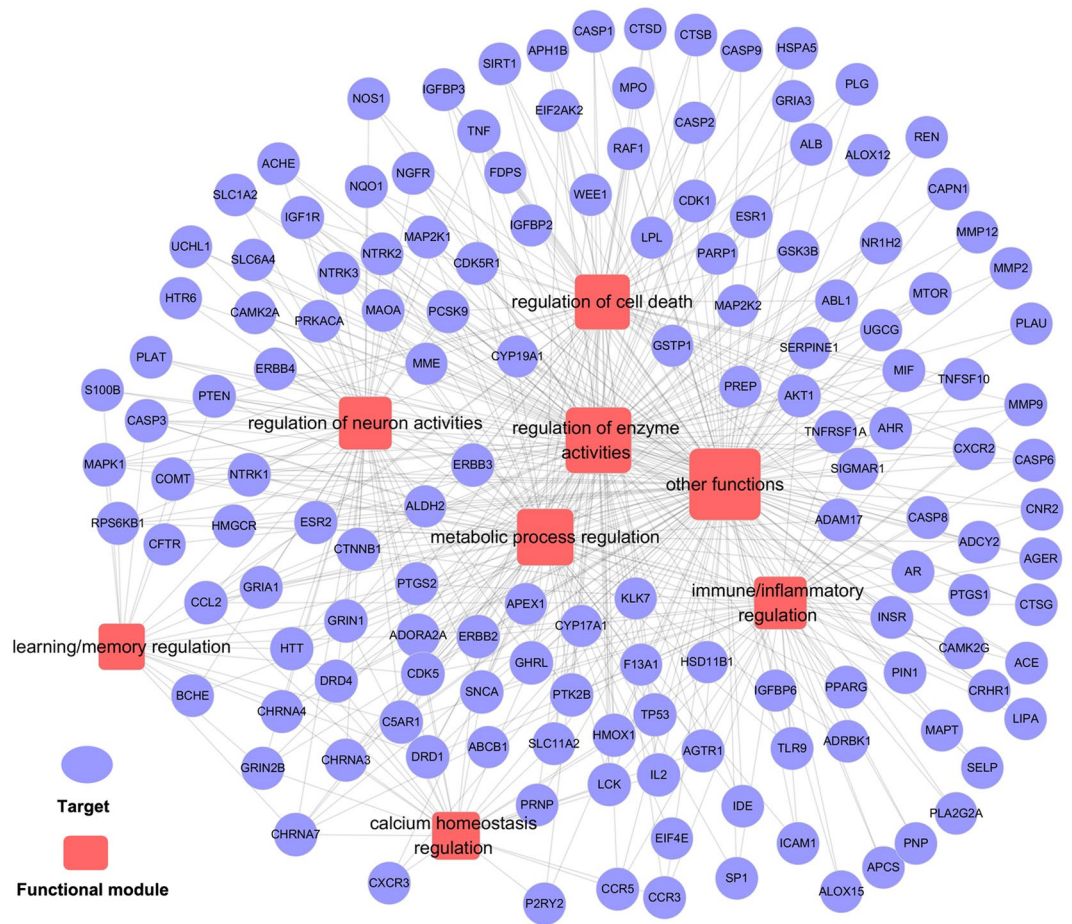 CASP1
CTSD
CTSB
CASP9
HSPA5
APH1B
SIRT1
IGFBP3
NOS1
MPO
PLG
GRIA3
EIF2AK2
CASP2
TNF
REN
ALB
ALOX12
RAF1
ACHE
NGFR
FDPS
NQO1
SLC1A2
WEE1
CDK1
CAPN1
IGF1R
ESR1
IGFBP2
MAP2K1
LPL
MMP12
UCHL1
NTRK2
SLC6A4
PARP1
GSK3B
NR1H2
CDK5R1
NTRK3
MMP2
HTR6
MTOR
CAMK2A
PRKACA
MAOA
PCSK9
regulation of cell death
MAP2K2
ABL1
PLAU
UGCG
GSTP1
SERPINE1
PLAT
CYP19A1
MME
ERBB4
MIF
TNFSF10
PREP
S100B
PTEN
AKT1
MMP9
CASP3
regulation of neuron activities
regulation of enzyme
activities
TNFRSF1A
AHR
CXCR2
CASP6
MAPK1
COMT
NTRK1
ERBB3
SIGMAR1
other functions
ALDH2
CNR2
RPS6KB1
HMGCR
ESR2
CASP8
ADAM17
metabolic process regulation
CFTR
CTNNB1
ADCY2
AGER
AR
PTGS2
GRIA1
immune/inflammatory
regulation
PTGS1
CTSG
CCL2
APEX1
KLK7
GRIN1
INSR
CYP17A1
ADORA2A
ERBB2
learning/memory regulation
HTT
CAMK2G
GHRL
F13A1
HSD11B1
ACE
CDK5
PIN1
DRD4
CRHR1
BCHE
SNCA
PTK2B
IGFBP6
PPARG
CHRNA4
TP53
LIPA
C5AR1
MAPT
HMOX1
SLC11A2
ABCB1
AGTR1
TLR9
ADRBK1
DRD1
CHRNA3
GRIN2B
SELP
IL2
LCK
Target
PRNP
IDE
PLA2G2A
calcium homeostasis
regulation
CHRNA7
EIF4E
ICAM1
PNP
APCS
SP1
CXCR3
CCR5
CCR3
ALOX15
Functional module
P2RY2